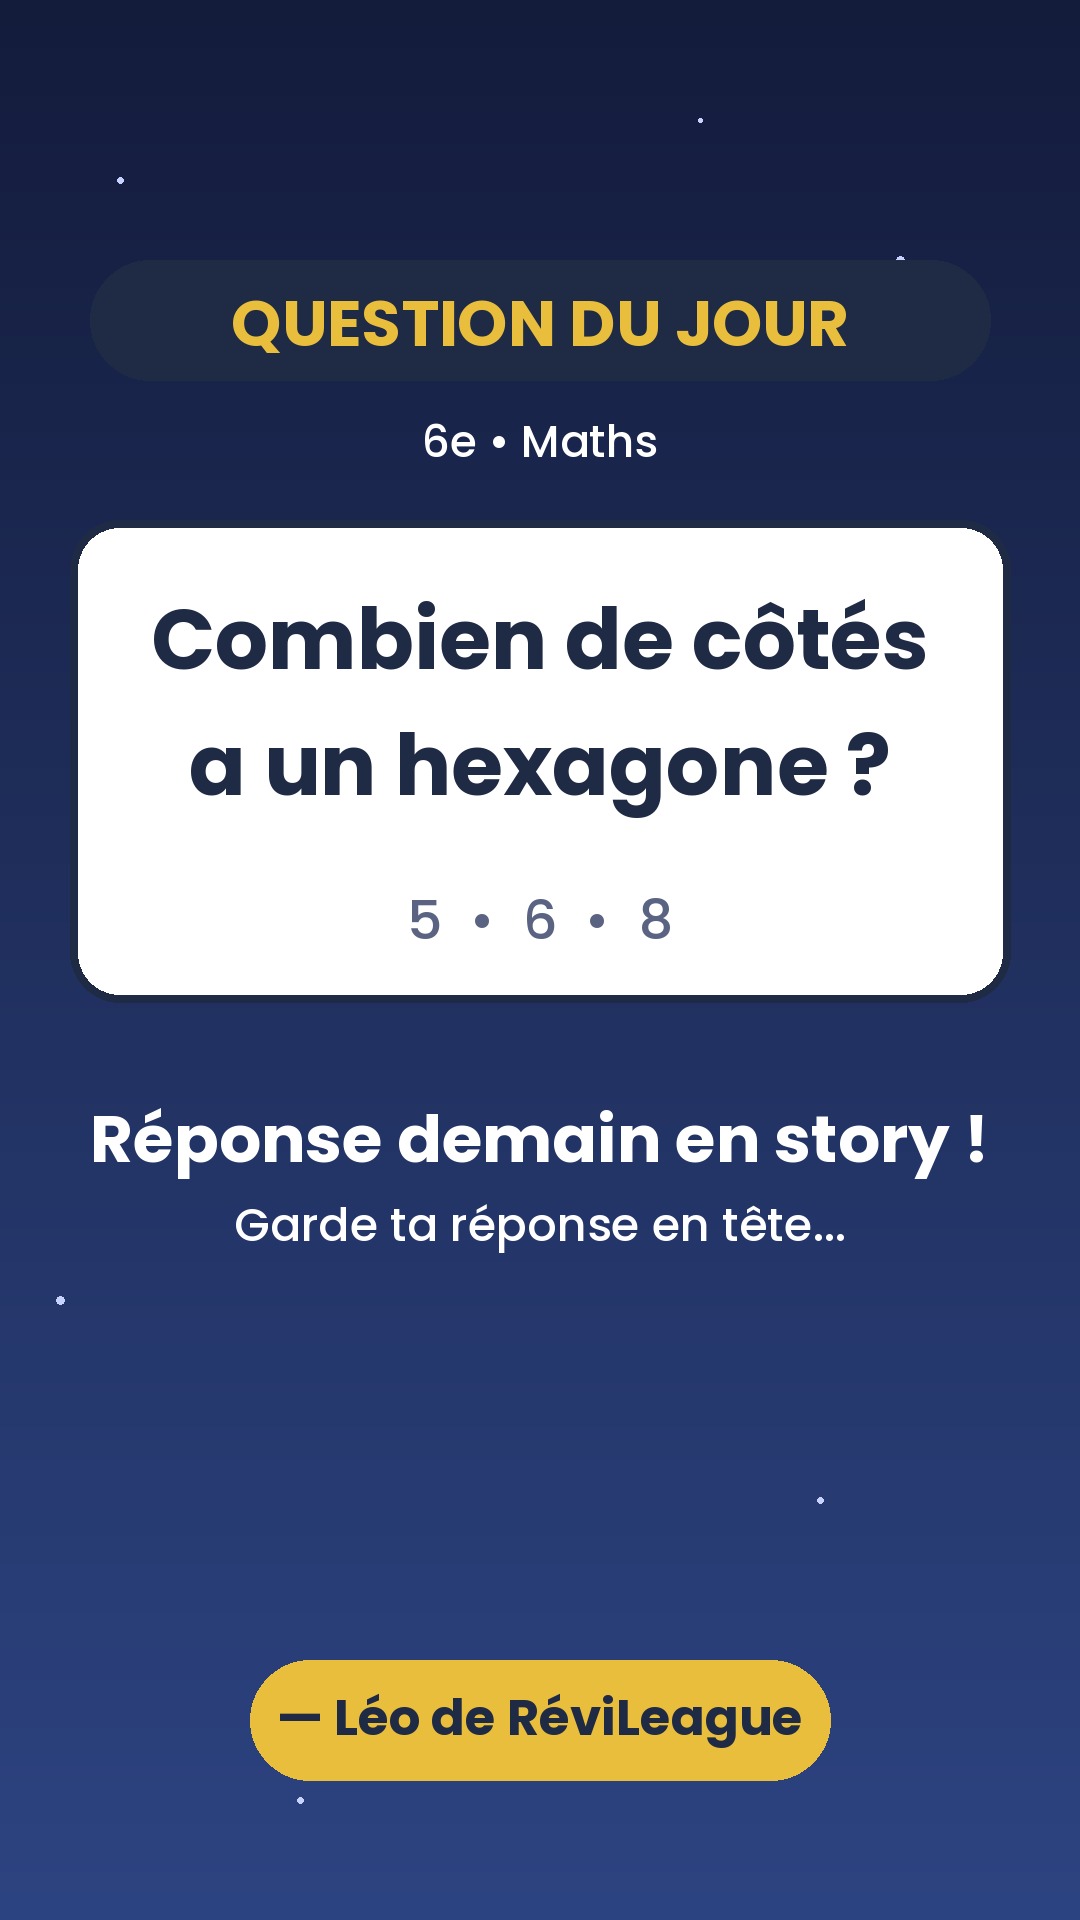 QUESTION DU JOUR
6e • Maths
Combien de côtés
a un hexagone ?
5 • 6 • 8
Réponse demain en story !
Garde ta réponse en tête...
— Léo de RéviLeague